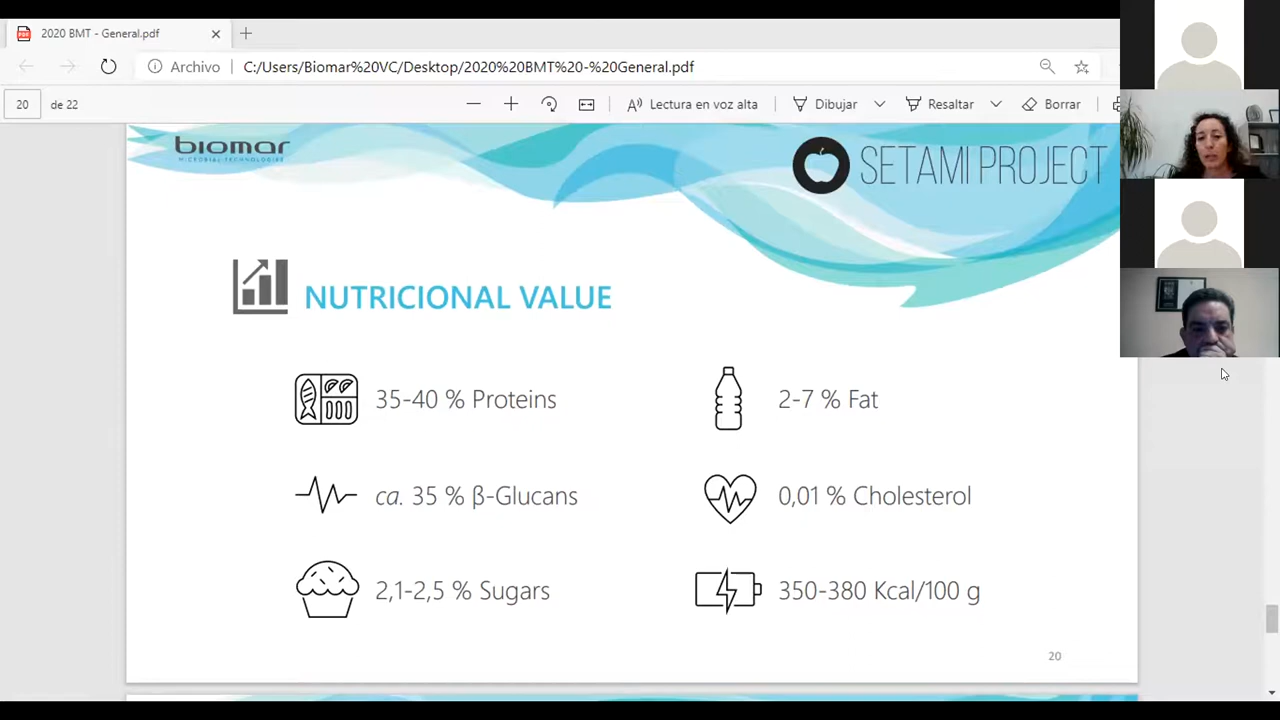 2020 BMT - General.pdf
Archivo
C:/Users/Biomar%20VC/Desktop/2020%20BMT%20-%20General.pdf
20
de 22
Lectura en voz alta
Dibujar
Resaltar
Borrar
biomar
MICROBIAL TECHNOLOGIES
SETAMI PROJECT
NUTRICIONAL VALUE
35-40 % Proteins
2-7 % Fat
ca. 35 % β-Glucans
0,01 % Cholesterol
2,1-2,5 % Sugars
350-380 Kcal/100 g
20